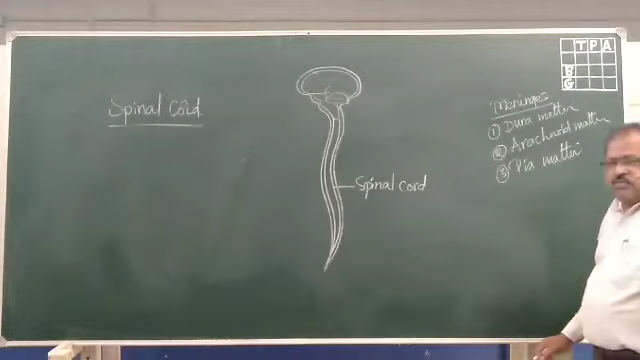 Spinal Cord
Spinal cord
Meninges
① Dura matter
② Arachnoid matter
③ Pia matter
T P A
B
G